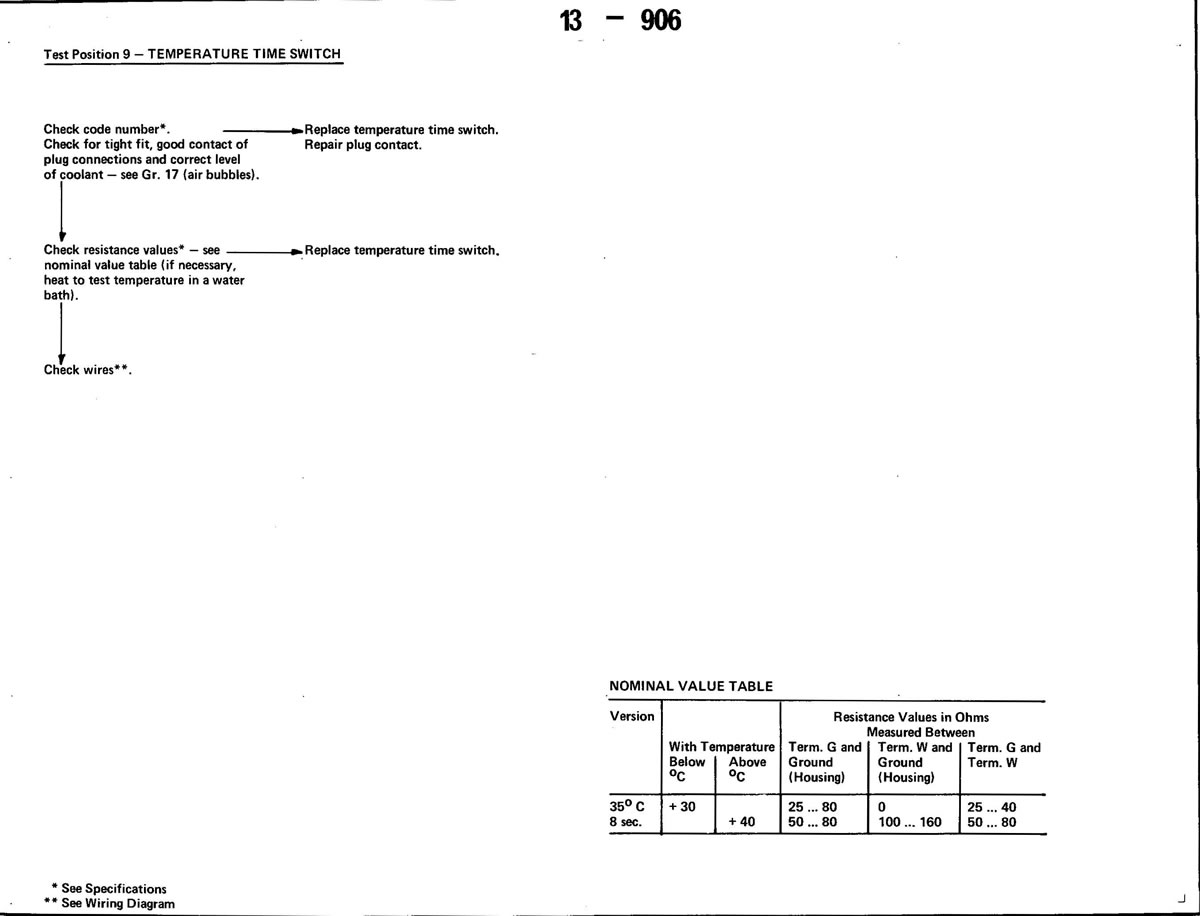 13 – 906
Test Position 9 – TEMPERATURE TIME SWITCH
Check code number*.
Check for tight fit, good contact of
plug connections and correct level
of coolant – see Gr. 17 (air bubbles).
Replace temperature time switch.
Repair plug contact.
Check resistance values* – see
nominal value table (if necessary,
heat to test temperature in a water
bath).
Replace temperature time switch.
Check wires**.
NOMINAL VALUE TABLE
Version
Resistance Values in Ohms
Measured Between
With Temperature
Below
°C
Above
°C
Term. G and
Ground
(Housing)
Term. W and
Ground
(Housing)
Term. G and
Term. W
35° C + 30 25 ... 80 0 25 ... 40
8 sec. + 40 50 ... 80 100 ... 160 50 ... 80
* See Specifications
** See Wiring Diagram